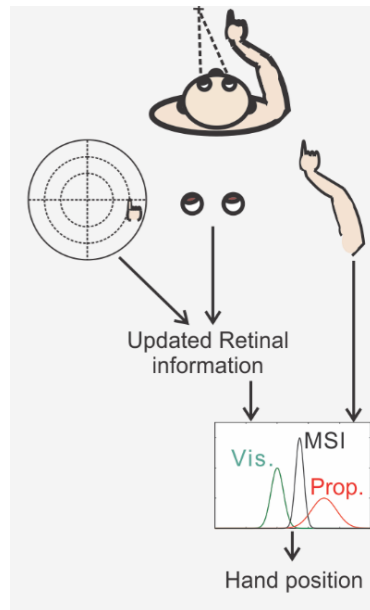 Updated Retinal
information
MSI
Vis.
Prop.
Hand position